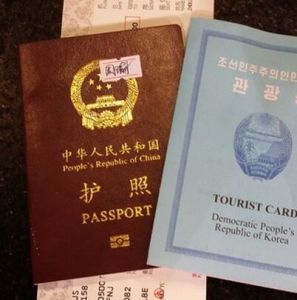 中华人民共和国
People's Republic of China
护照
PASSPORT
조선민주주의인민
관 광
TOURIST CARD
Democratic People's
Republic of Korea